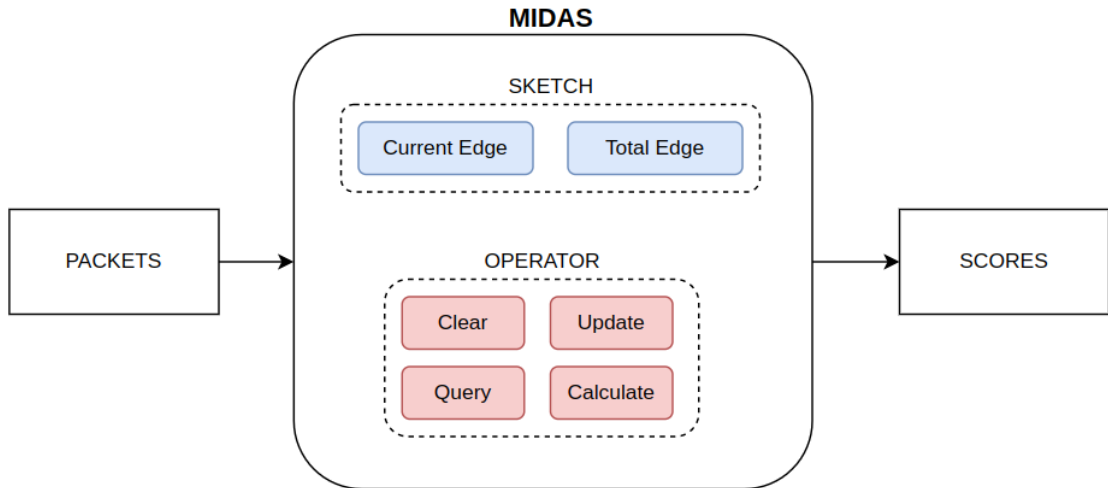 MIDAS
SKETCH
Current Edge
Total Edge
PACKETS
OPERATOR
Clear
Update
Query
Calculate
SCORES